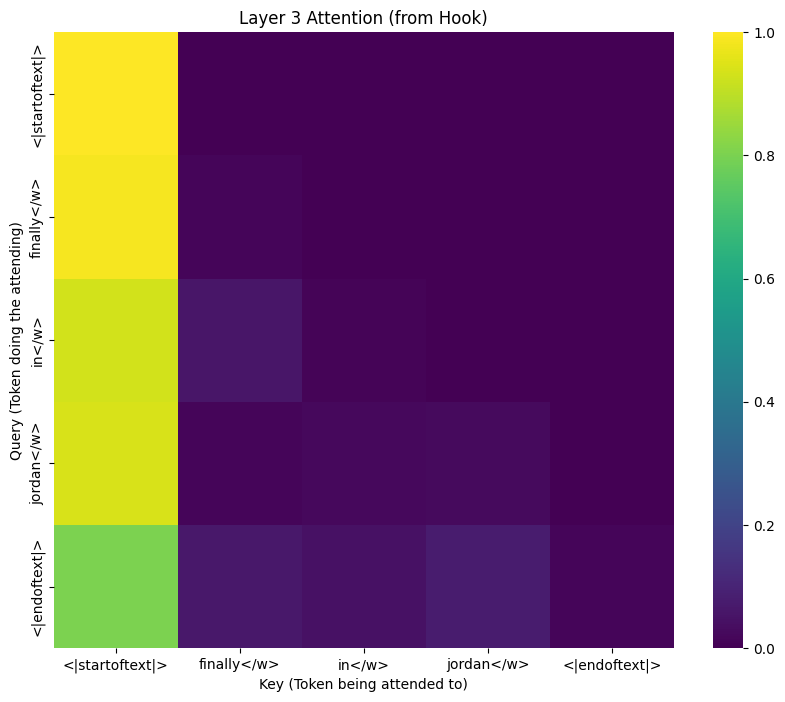 Layer 3 Attention (from Hook)
Query (Token doing the attending)
<|startoftext|>
finally</w>
in</w>
jordan</w>
<|endoftext|>
<|startoftext|>
finally</w>
in</w>
jordan</w>
<|endoftext|>
Key (Token being attended to)
1.0
0.8
0.6
0.4
0.2
0.0